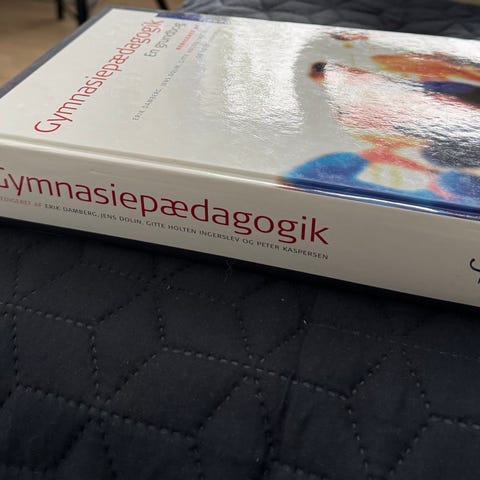 Gymnasiepædagogik
En grundbog
Gymnasiepædagogik
REDIGERET AF ERIK DAMBERG, JENS DOLIN, GITTE HOLTEN INGERSLEV OG PETER KASPERSEN